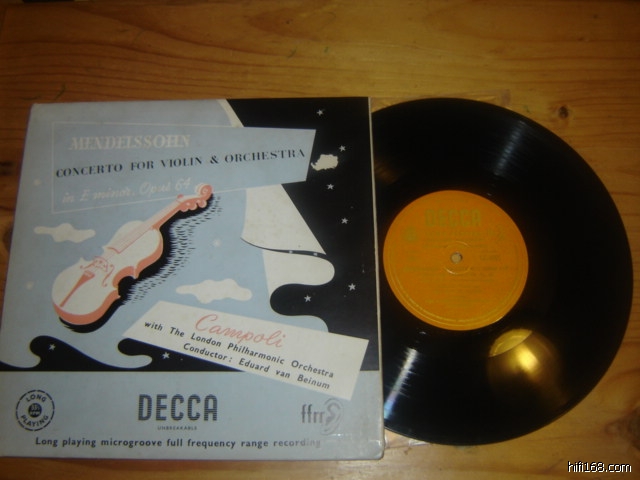 MENDELSSOHN
CONCERTO FOR VIOLIN & ORCHESTRA
in E minor, Opus 64
Campoli
with The London Philharmonic Orchestra
Conductor: Eduard van Beinum
LONG
PLAYING
DECCA
UNBREAKABLE
ffrr
Long playing microgroove full frequency range recording
DECCA
hifi168.com